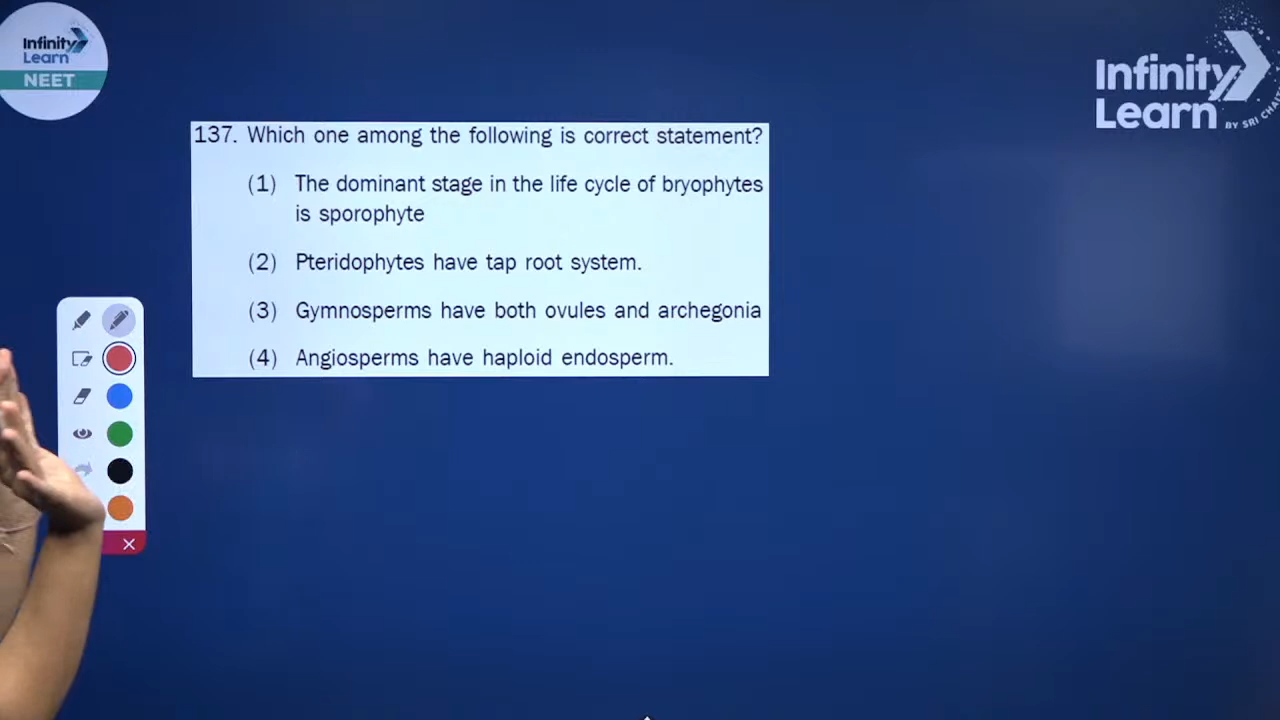 Infinity
Learn
NEET
Infinity
Learn
BY SRI
137. Which one among the following is correct statement?
(1) The dominant stage in the life cycle of bryophytes
is sporophyte
(2) Pteridophytes have tap root system.
(3) Gymnosperms have both ovules and archegonia
(4) Angiosperms have haploid endosperm.